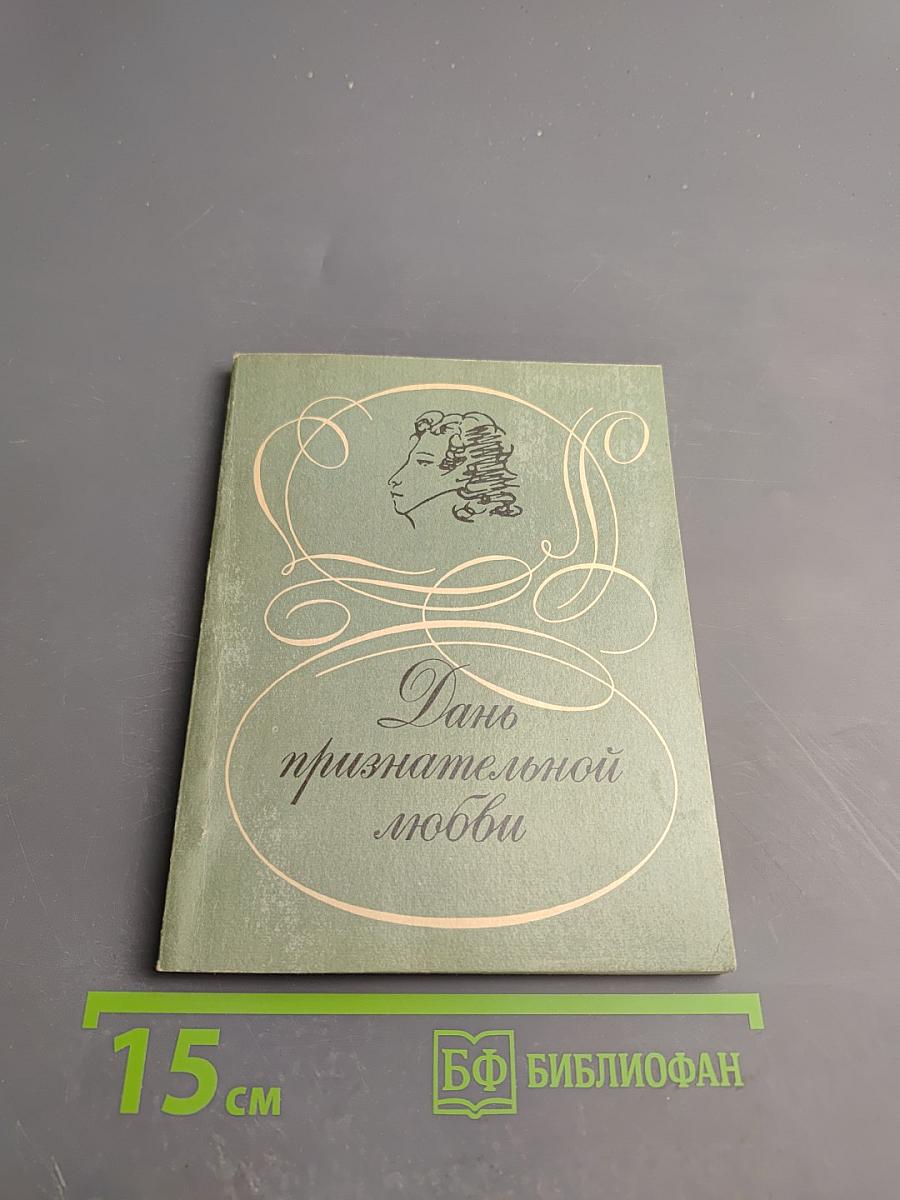 Дань
признательной
любви
15 см
БФ БИБЛИОФАН